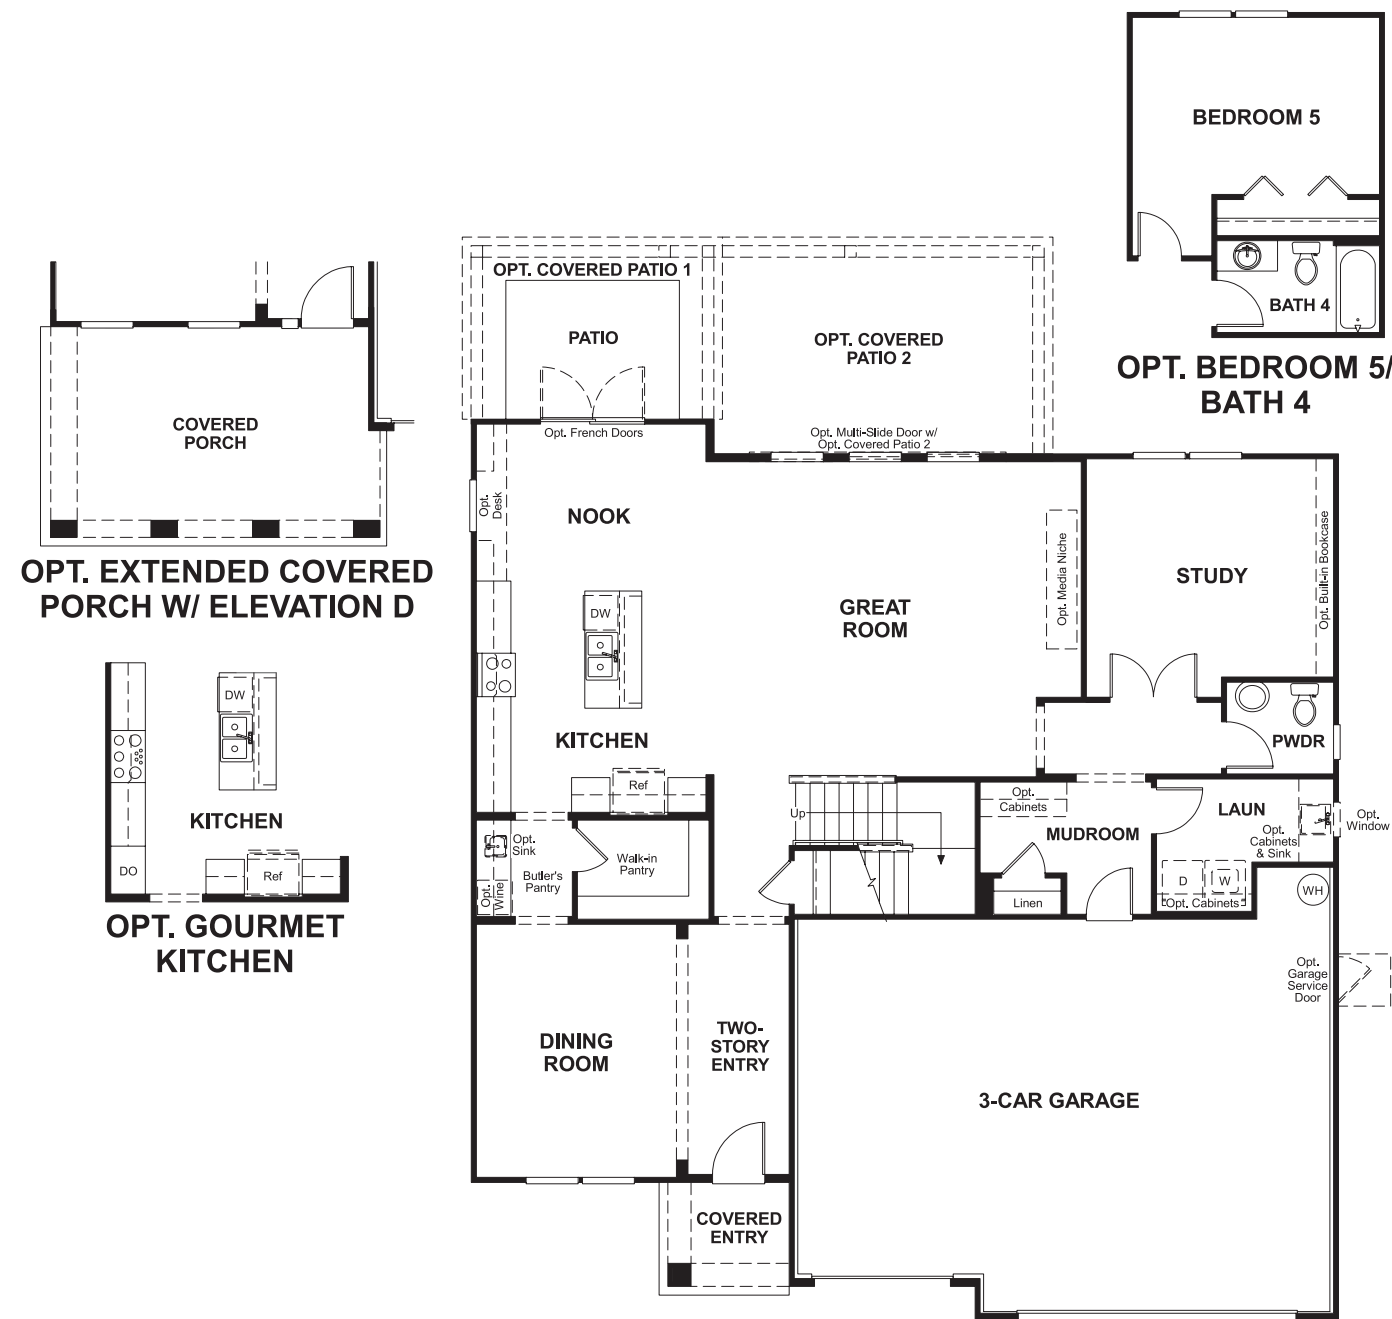 BEDROOM 5
BATH 4
OPT. BEDROOM 5/
BATH 4
OPT. COVERED PATIO 1
PATIO
OPT. COVERED
PATIO 2
Opt. French Doors
Opt. Multi-Slide Door w/
Opt. Covered Patio 2
COVERED
PORCH
OPT. EXTENDED COVERED
PORCH W/ ELEVATION D
Opt.
Desk
NOOK
DW
GREAT
ROOM
Opt. Media Niche
STUDY
Opt. Built-in Bookcase
KITCHEN
Ref
PWDR
DW
KITCHEN
DO
Ref
OPT. GOURMET
KITCHEN
Up
Opt.
Cabinets
MUDROOM
LAUN
Opt.
Cabinets
& Sink
Opt.
Window
Opt.
Sink
Butler's
Pantry
Opt.
Wine
Walk-in
Pantry
Linen
D
W
Opt. Cabinets
WH
Opt.
Garage
Service
Door
DINING
ROOM
TWO-
STORY
ENTRY
3-CAR GARAGE
COVERED
ENTRY